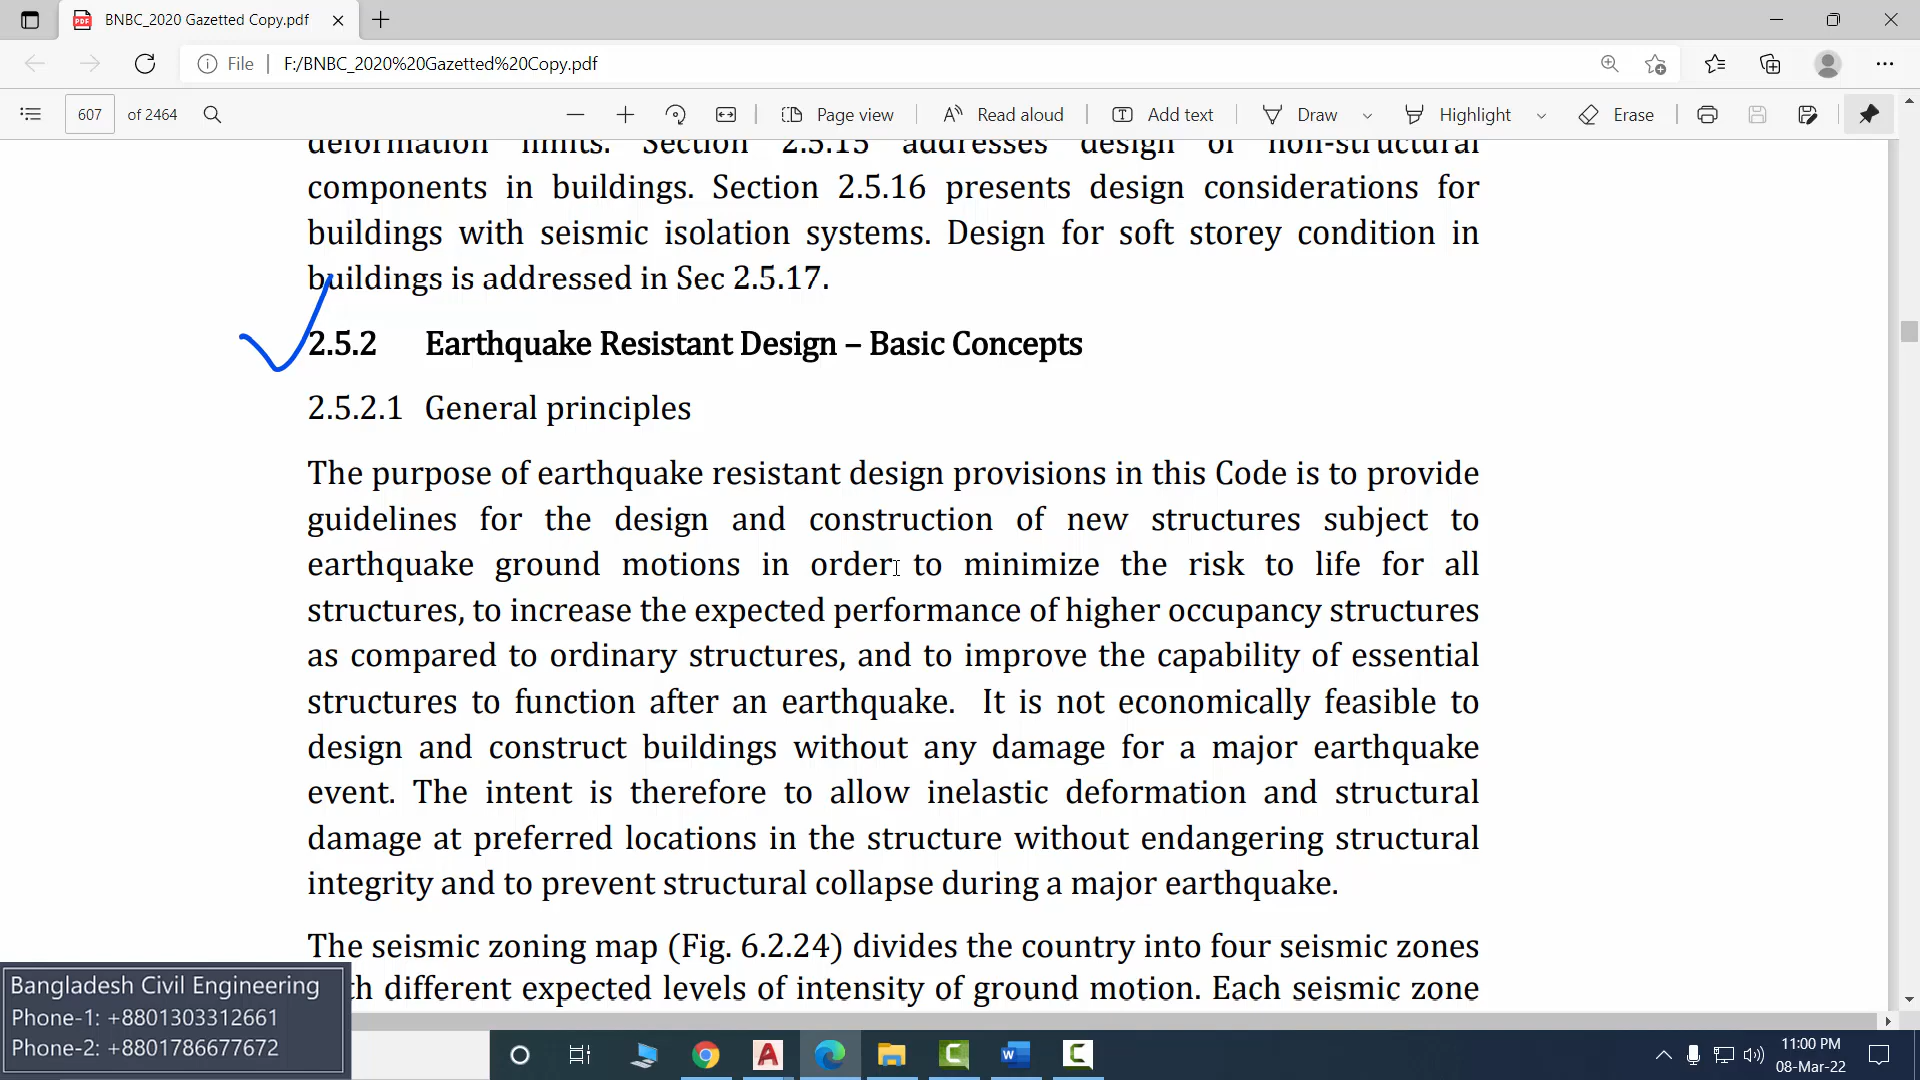 BNBC_2020 Gazetted Copy.pdf
File
F:/BNBC_2020%20Gazetted%20Copy.pdf
607 of 2464
Page view
Read aloud
Add text
Draw
Highlight
Erase
deformation limits. Section 2.5.15 addresses design of non-structural
components in buildings. Section 2.5.16 presents design considerations for
buildings with seismic isolation systems. Design for soft storey condition in
buildings is addressed in Sec 2.5.17.
2.5.2 Earthquake Resistant Design – Basic Concepts
2.5.2.1 General principles
The purpose of earthquake resistant design provisions in this Code is to provide
guidelines for the design and construction of new structures subject to
earthquake ground motions in order to minimize the risk to life for all
structures, to increase the expected performance of higher occupancy structures
as compared to ordinary structures, and to improve the capability of essential
structures to function after an earthquake. It is not economically feasible to
design and construct buildings without any damage for a major earthquake
event. The intent is therefore to allow inelastic deformation and structural
damage at preferred locations in the structure without endangering structural
integrity and to prevent structural collapse during a major earthquake.
The seismic zoning map (Fig. 6.2.24) divides the country into four seismic zones
different expected levels of intensity of ground motion. Each seismic zone
Bangladesh Civil Engineering
Phone-1: +8801303312661
Phone-2: +8801786677672
11:00 PM
08-Mar-22